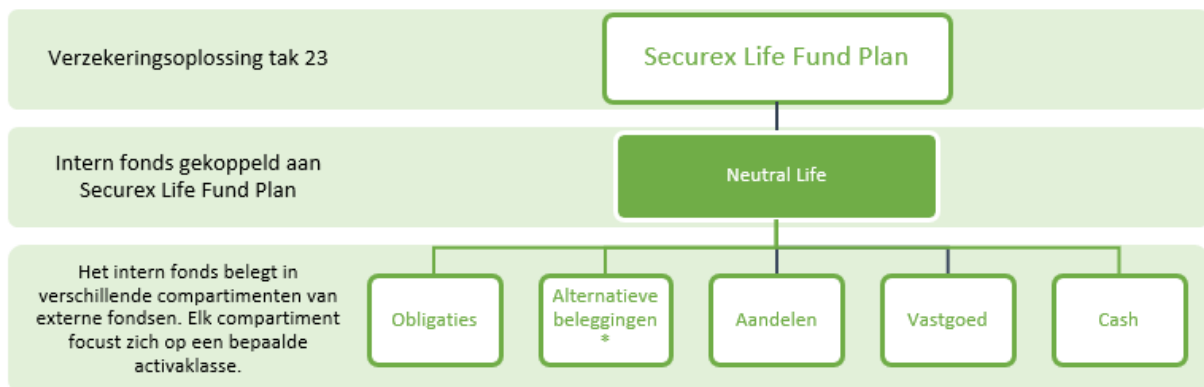 Verzekeringsoplossing tak 23
Securex Life Fund Plan
Intern fonds gekoppeld aan
Securex Life Fund Plan
Neutral Life
Het intern fonds belegt in
verschillende compartimenten van
externe fondsen. Elk compartiment
focust zich op een bepaalde
activaklasse.
Obligaties
Alternatieve
beleggingen
*
Aandelen
Vastgoed
Cash